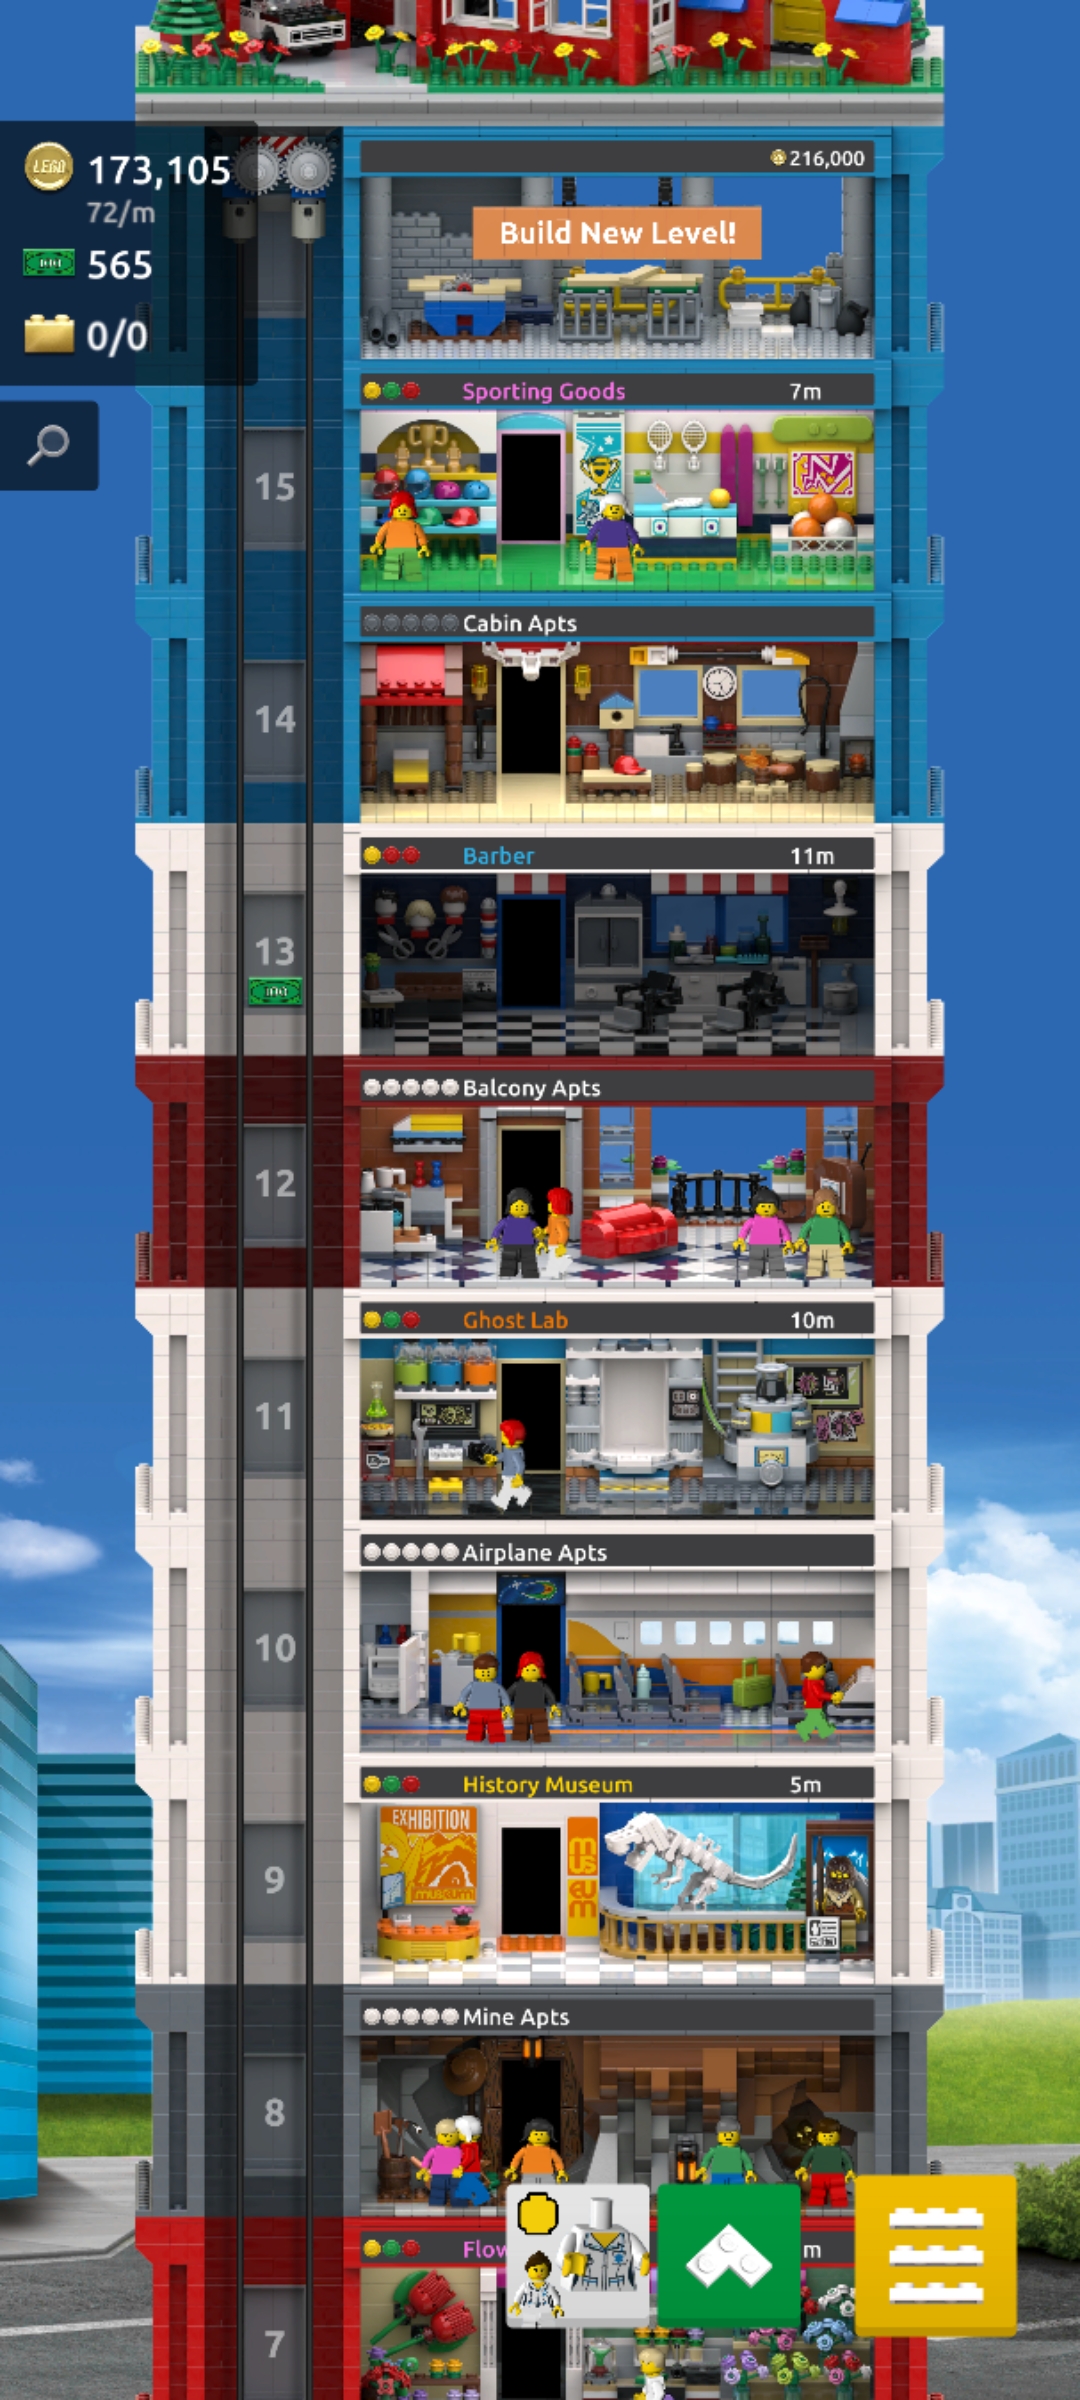 LEGO
173,105
72/m
565
0/0
216,000
Build New Level!
Sporting Goods 7m
15
Cabin Apts
14
Barber 11m
13
Balcony Apts
12
Ghost Lab 10m
11
Airplane Apts
10
History Museum 5m
EXHIBITION
museum
mus
eum
9
Mine Apts
8
Flow
m
7